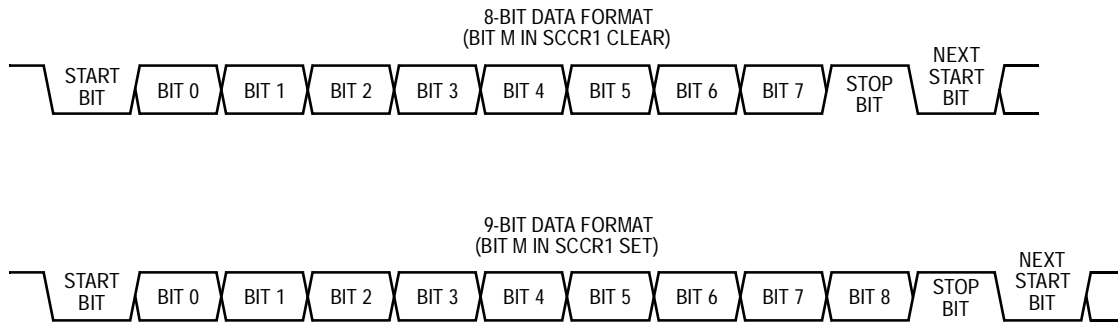 8-BIT DATA FORMAT
(BIT M IN SCCR1 CLEAR)
START
BIT
BIT 0
BIT 1
BIT 2
BIT 3
BIT 4
BIT 5
BIT 6
BIT 7
STOP
BIT
NEXT
START
BIT
9-BIT DATA FORMAT
(BIT M IN SCCR1 SET)
START
BIT
BIT 0
BIT 1
BIT 2
BIT 3
BIT 4
BIT 5
BIT 6
BIT 7
BIT 8
STOP
BIT
NEXT
START
BIT